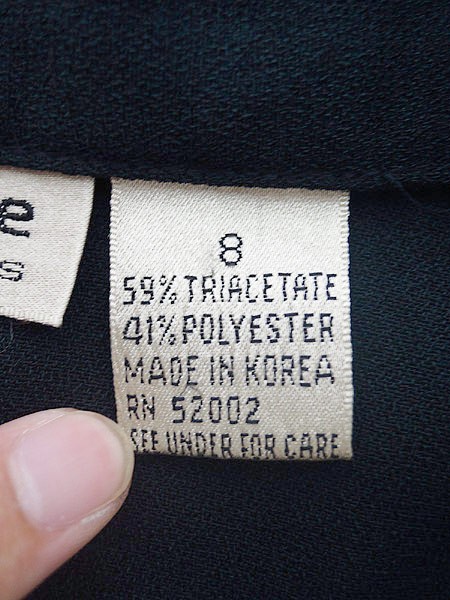 e
s
8
59% TRIACETATE
41% POLYESTER
MADE IN KOREA
RN 52002
SEE UNDER FOR CARE